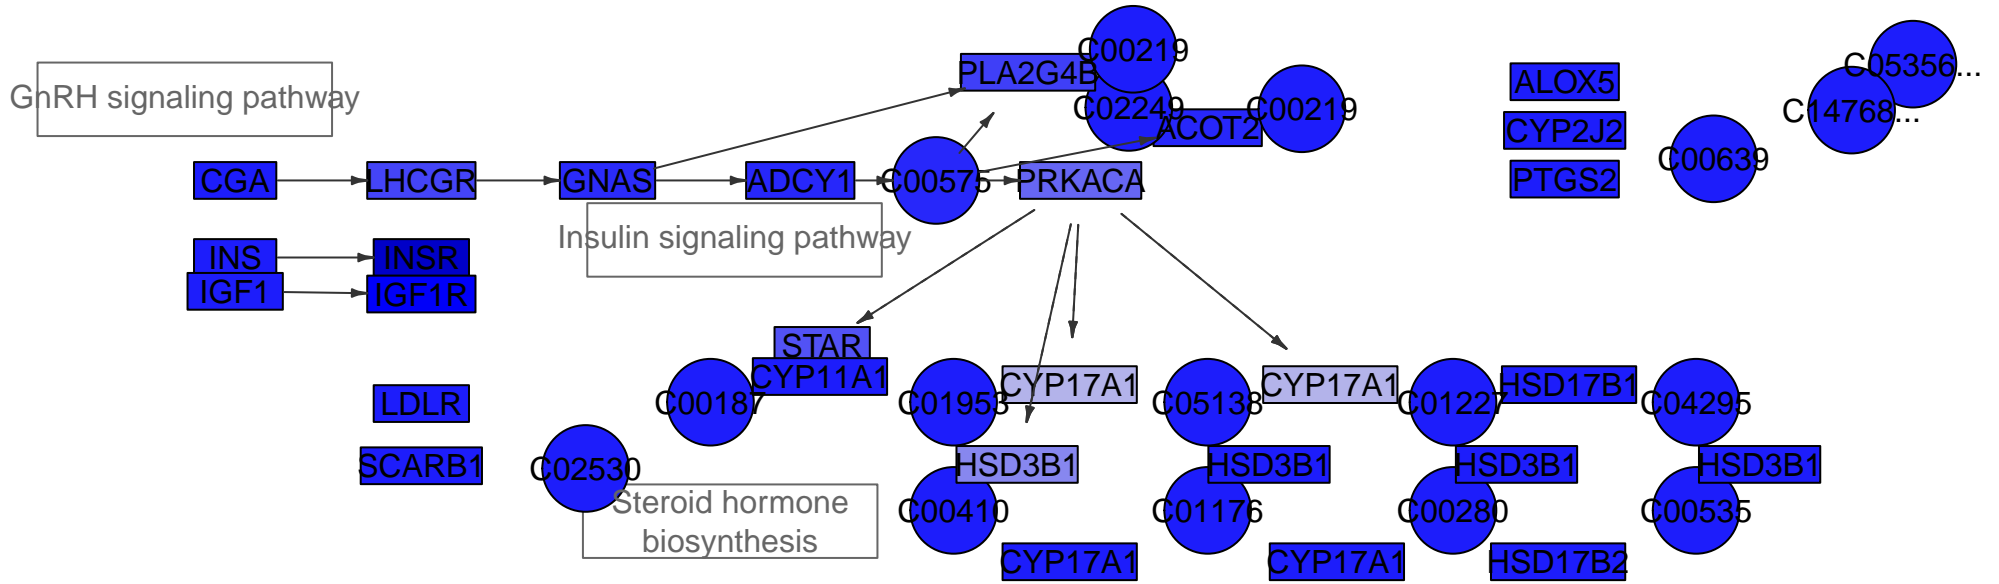 C00219
C05356...
PLA2G4B
ALOX5
GnRH signaling pathway
C02249
C00219
C14768...
ACOT2
CYP2J2
C00639
CGA
LHCGR
GNAS
ADCY1
C00575
PRKACA
PTGS2
Insulin signaling pathway
INS
INSR
IGF1
IGF1R
STAR
CYP11A1
CYP17A1
CYP17A1
HSD17B1
LDLR
C00187
C01953
C05138
C01227
C04295
SCARB1
C02530
HSD3B1
HSD3B1
HSD3B1
HSD3B1
Steroid hormone
biosynthesis
C00410
C01176
C00280
C00535
CYP17A1
CYP17A1
HSD17B2